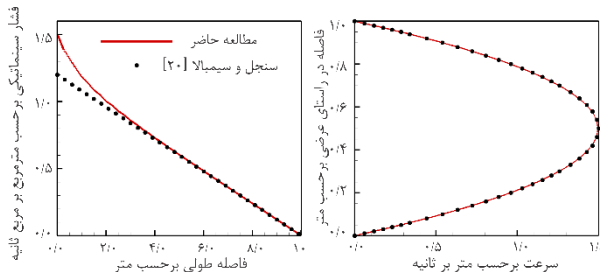 فشار سینماتیکی برحسب مترمربع بر مربع ثانیه
۱/۵
۱/۰
۰/۵
۰/۰
مطالعه حاضر
سنجل و سیمبالا [۲۰]
۰/۰ ۲/۰ ۴/۰ ۶/۰ ۸/۰ ۱۰
فاصله طولی برحسب متر
فاصله در راستای عرضی برحسب متر
۱/۰
۰/۸
۰/۶
۰/۴
۰/۲
۰/۰
۰/۰ ۰/۵ ۱/۰
سرعت برحسب متر بر ثانیه